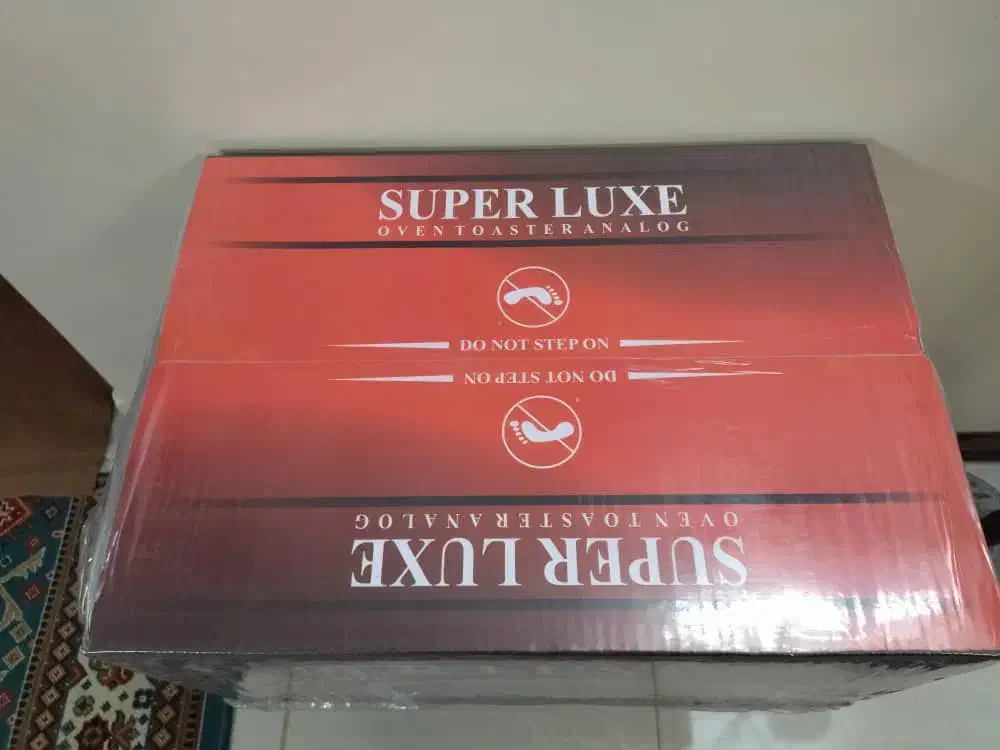 SUPER LUXE
OVEN TOASTER ANALOG
DO NOT STEP ON
DO NOT STEP ON
OVEN TOASTER ANALOG
SUPER LUXE